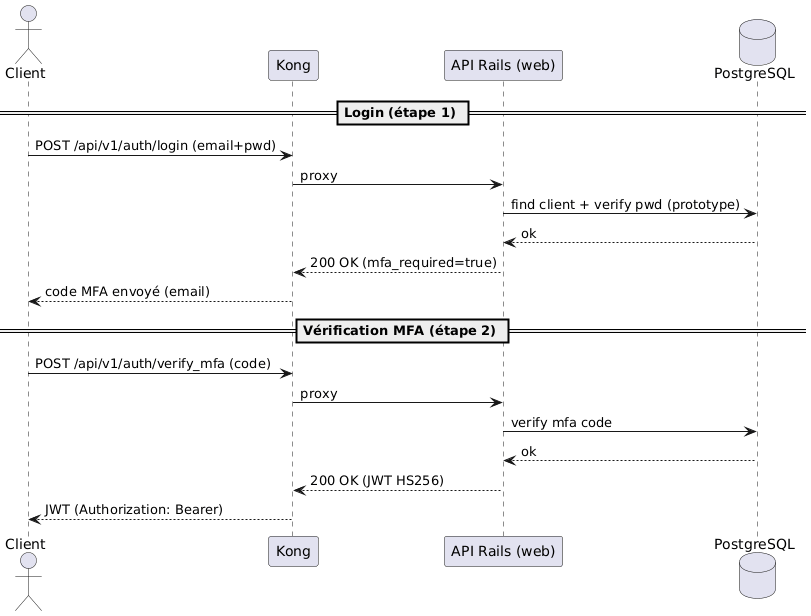 Client
Kong
API Rails (web)
PostgreSQL
Login (étape 1)
POST /api/v1/auth/login (email+pwd)
proxy
find client + verify pwd (prototype)
ok
200 OK (mfa_required=true)
code MFA envoyé (email)
Vérification MFA (étape 2)
POST /api/v1/auth/verify_mfa (code)
proxy
verify mfa code
ok
200 OK (JWT HS256)
JWT (Authorization: Bearer)
Client
Kong
API Rails (web)
PostgreSQL